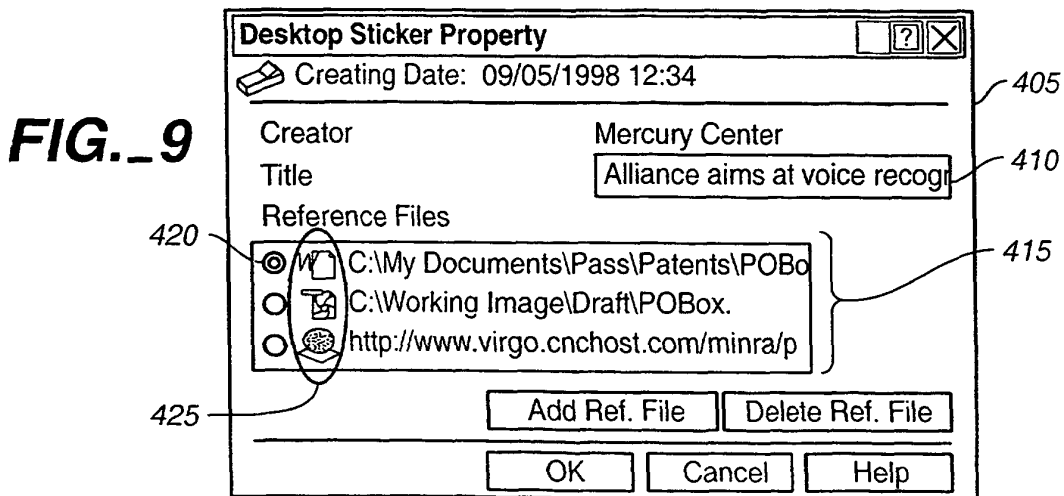 Desktop Sticker Property ?
Creating Date: 09/05/1998 12:34
405
FIG._9
Creator Mercury Center
410
Title Alliance aims at voice recogr
Reference Files
420
415
C:\My Documents\Pass\Patents\POBo
C:\Working Image\Draft\POBox.
http://www.virgo.cnchost.com/minra/p
425
Add Ref. File Delete Ref. File
OK Cancel Help